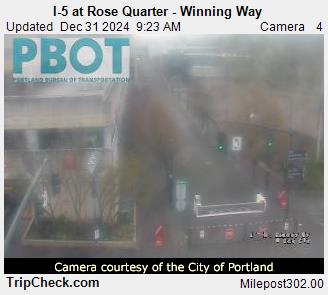 I-5 at Rose Quarter - Winning Way
Updated Dec 31 2024 9:23 AM Camera 4
PBOT
PORTLAND BUREAU OF TRANSPORTATION
Camera courtesy of the City of Portland
TripCheck.com Milepost302.00